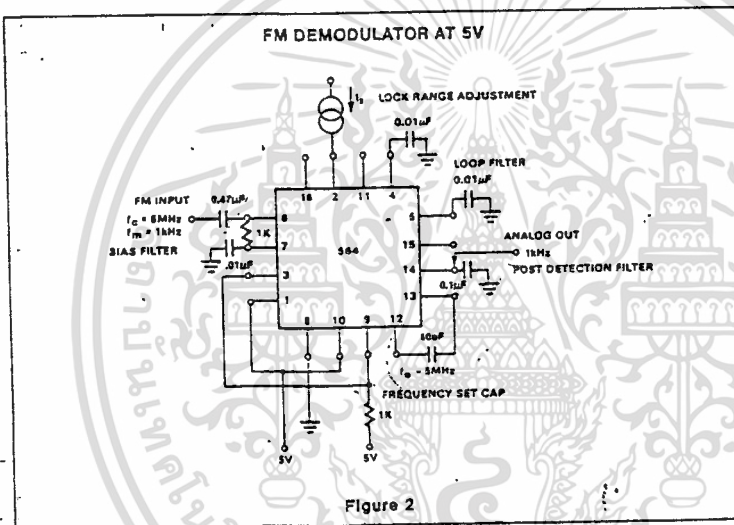 FM DEMODULATOR AT 5V
LOCK RANGE ADJUSTMENT
0.01µF
LOOP FILTER
0.01µF
16 2 11 4
FM INPUT
0.47µF
fc = 5MHz
fm = 1kHz
1K
BIAS FILTER
.01µF
6
7
3
1
564
5
15
14
13
ANALOG OUT
1kHz
POST DETECTION FILTER
0.1µF
8 10 9 12
fo = 5MHz
FREQUENCY SET CAP
1K
5V 5V
Figure 2